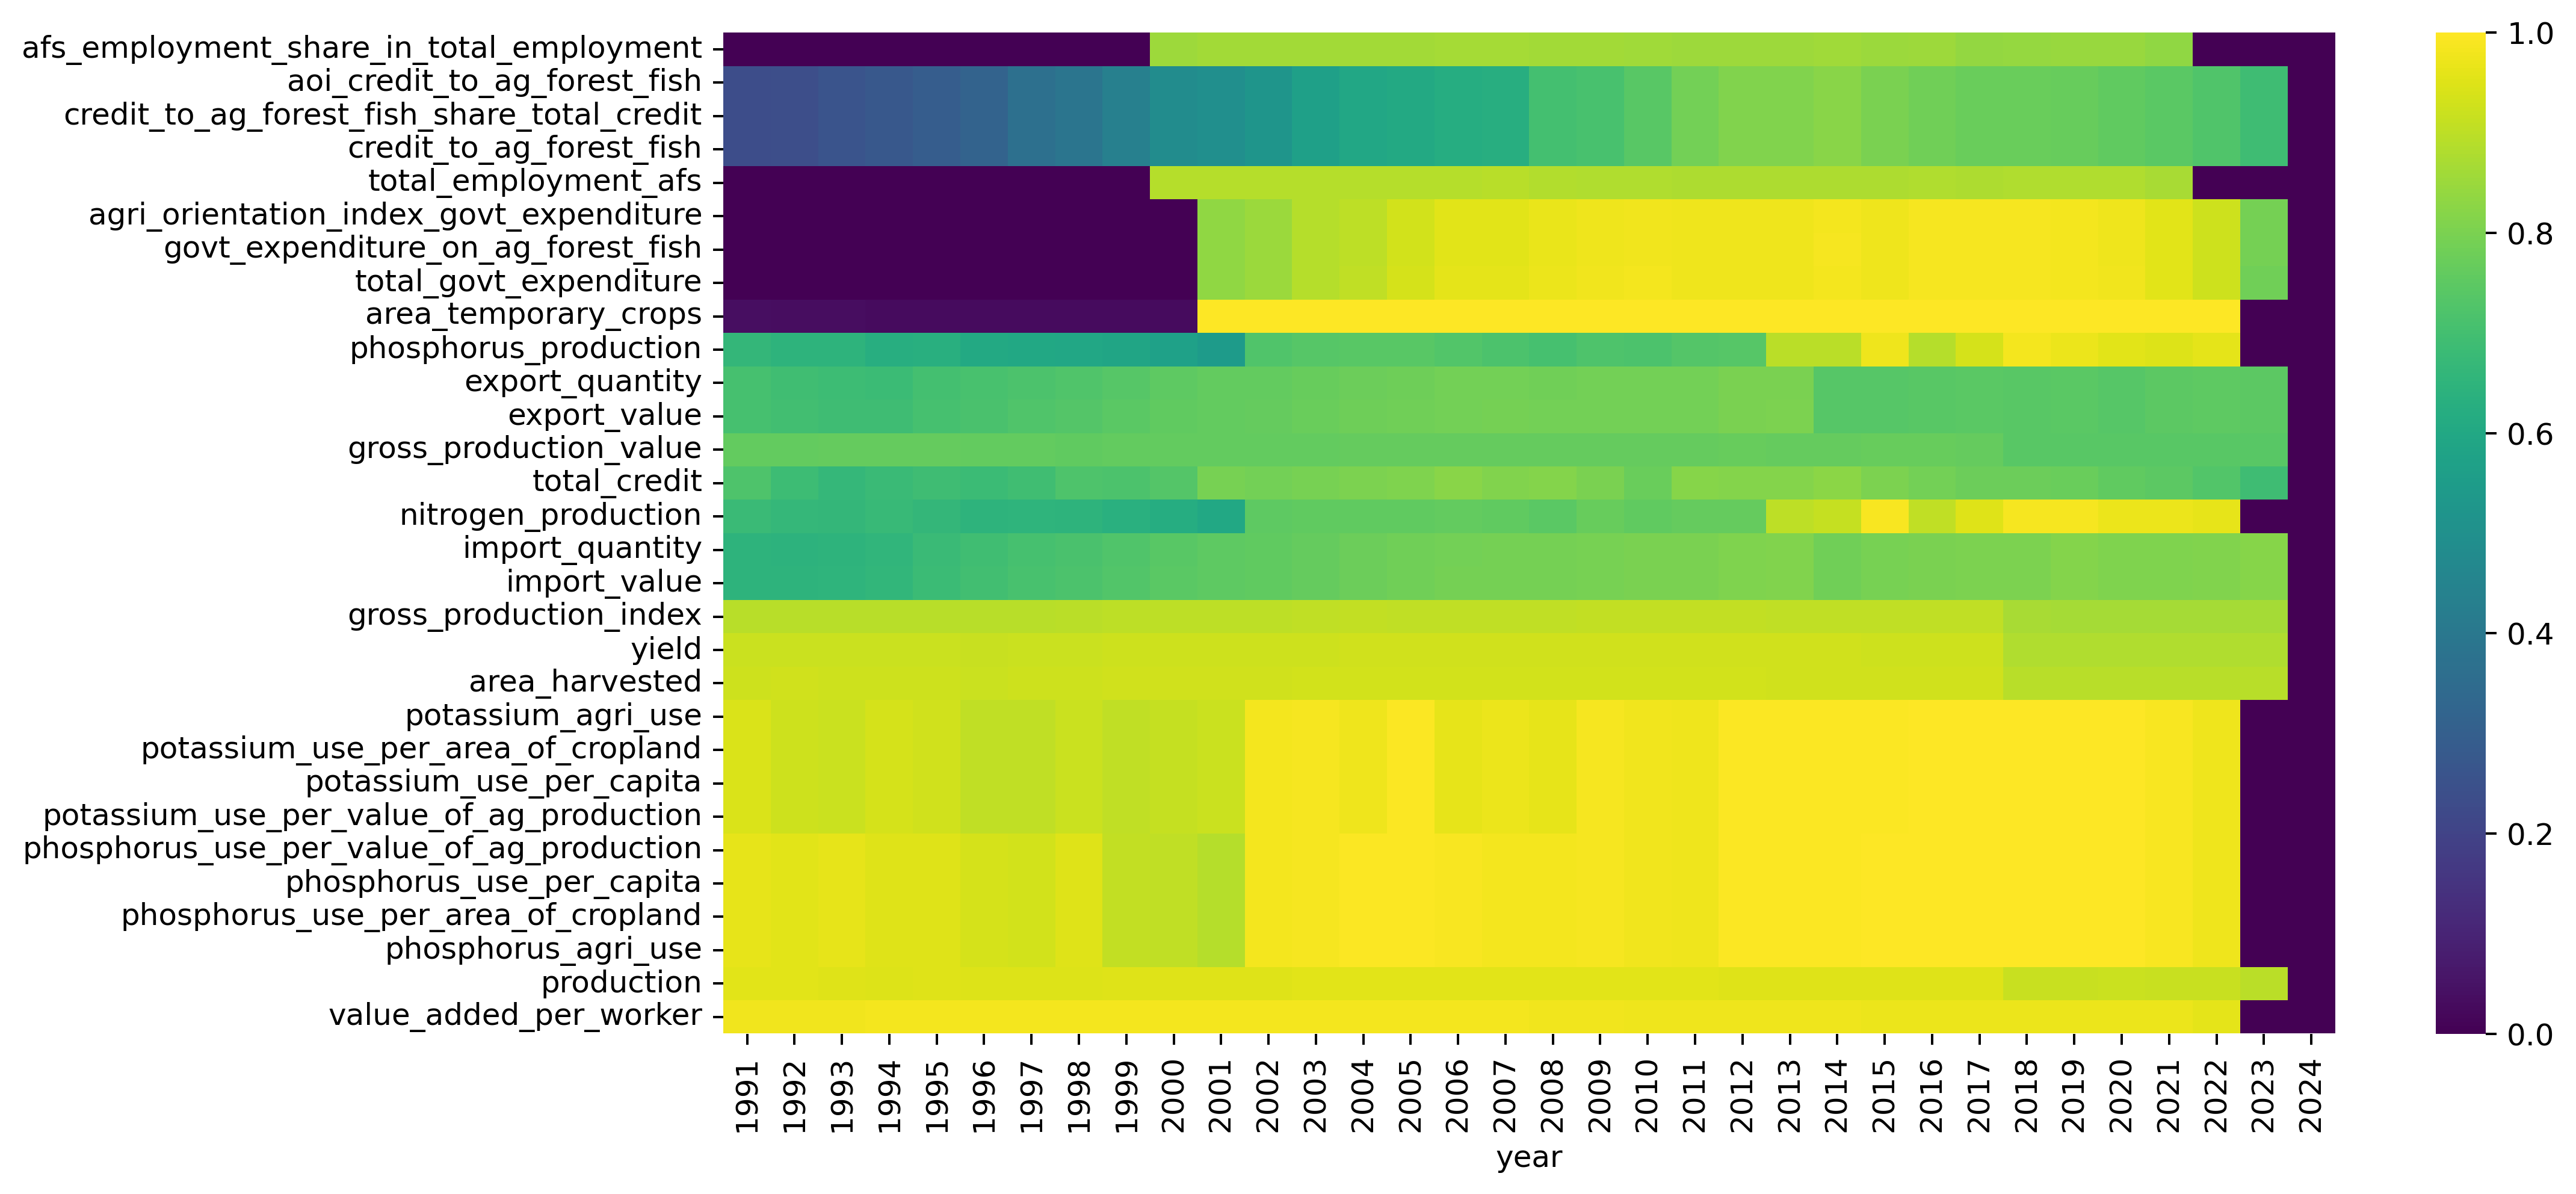 afs_employment_share_in_total_employment
aoi_credit_to_ag_forest_fish
credit_to_ag_forest_fish_share_total_credit
credit_to_ag_forest_fish
total_employment_afs
agri_orientation_index_govt_expenditure
govt_expenditure_on_ag_forest_fish
total_govt_expenditure
area_temporary_crops
phosphorus_production
export_quantity
export_value
gross_production_value
total_credit
nitrogen_production
import_quantity
import_value
gross_production_index
yield
area_harvested
potassium_agri_use
potassium_use_per_area_of_cropland
potassium_use_per_capita
potassium_use_per_value_of_ag_production
phosphorus_use_per_value_of_ag_production
phosphorus_use_per_capita
phosphorus_use_per_area_of_cropland
phosphorus_agri_use
production
value_added_per_worker
1991 1992 1993 1994 1995 1996 1997 1998 1999 2000 2001 2002 2003 2004 2005 2006 2007 2008 2009 2010 2011 2012 2013 2014 2015 2016 2017 2018 2019 2020 2021 2022 2023 2024
year
1.0
0.8
0.6
0.4
0.2
0.0